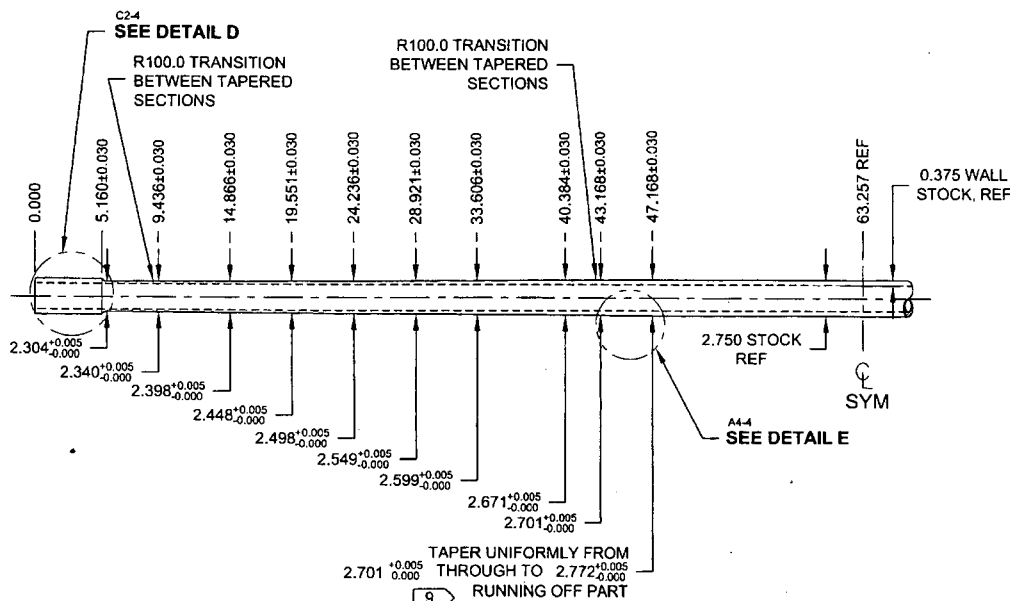 C2-4
SEE DETAIL D
R100.0 TRANSITION
BETWEEN TAPERED
SECTIONS
R100.0 TRANSITION
BETWEEN TAPERED
SECTIONS
0.000
5.160±0.030
9.436±0.030
14.866±0.030
19.551±0.030
24.236±0.030
28.921±0.030
33.606±0.030
40.384±0.030
43.168±0.030
47.168±0.030
63.257 REF
0.375 WALL
STOCK, REF
2.304 +0.005 -0.000
2.340 +0.005 -0.000
2.398 +0.005 -0.000
2.448 +0.005 -0.000
2.498 +0.005 -0.000
2.549 +0.005 -0.000
2.599 +0.005 -0.000
2.671 +0.005 -0.000
2.701 +0.005 -0.000
2.750 STOCK
REF
℄
SYM
A4-4
SEE DETAIL E
TAPER UNIFORMLY FROM
2.701 +0.005 0.000 THROUGH TO 2.772 +0.005 -0.000
9 RUNNING OFF PART